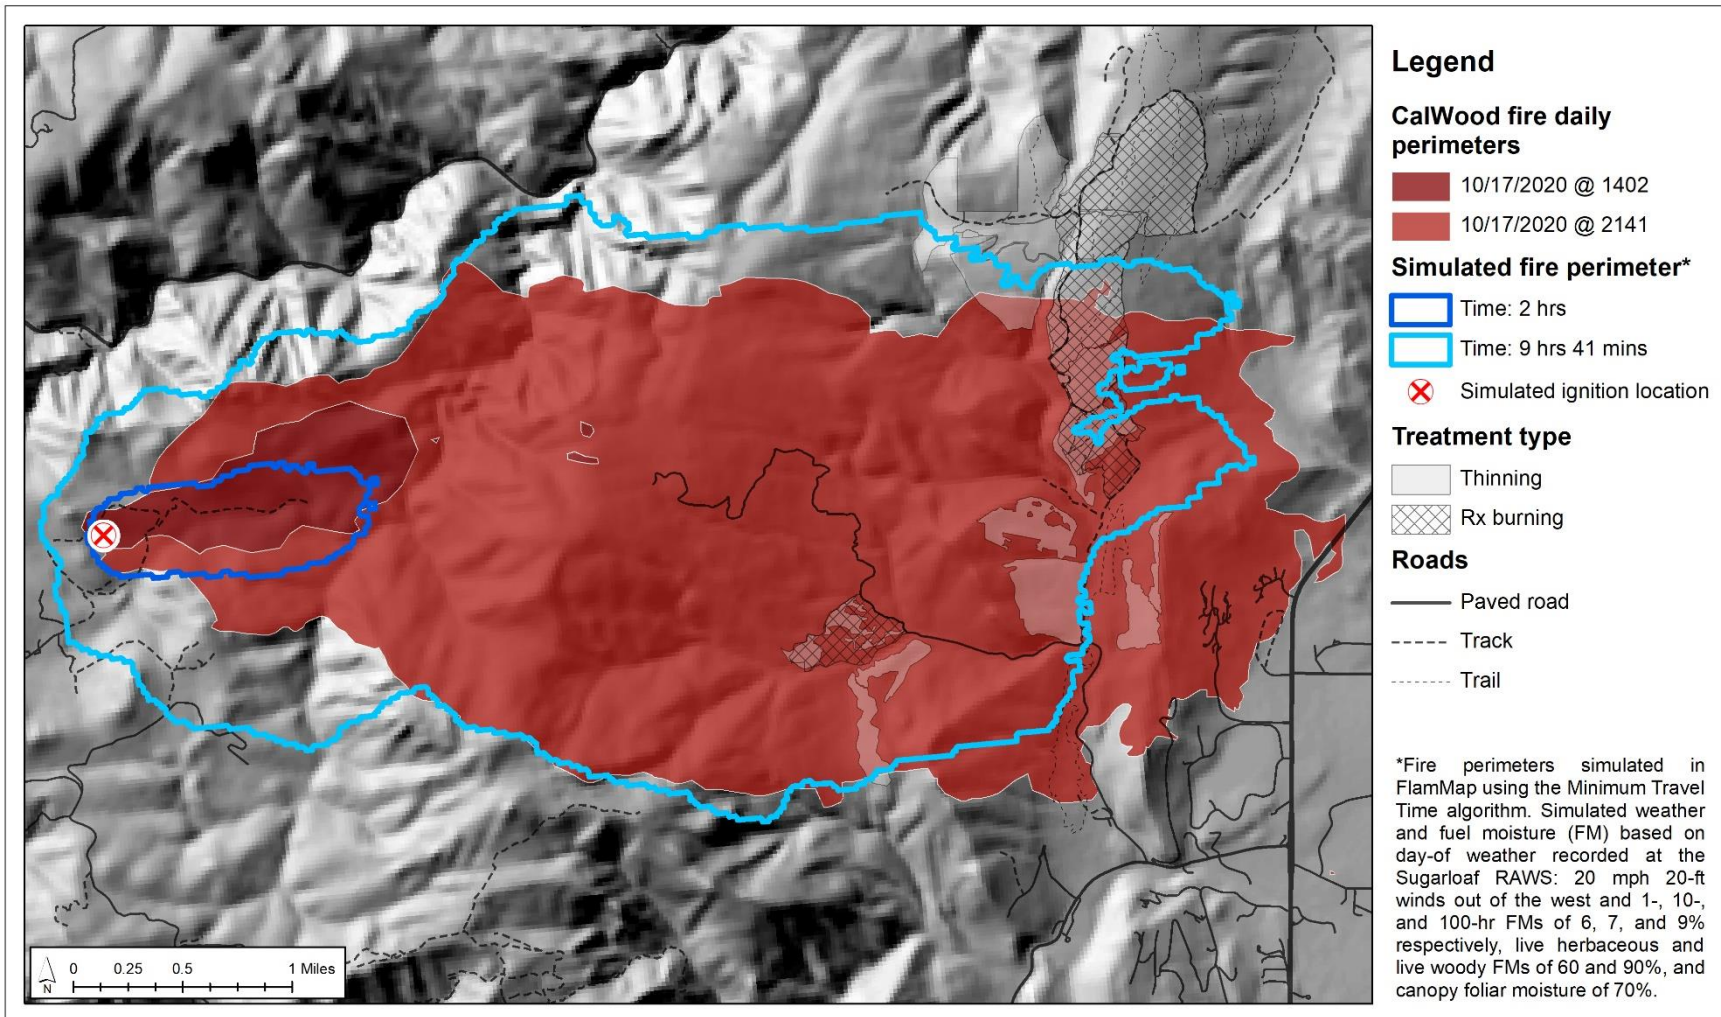 Legend
CalWood fire daily
perimeters
10/17/2020 @ 1402
10/17/2020 @ 2141
Simulated fire perimeter*
Time: 2 hrs
Time: 9 hrs 41 mins
Simulated ignition location
Treatment type
Thinning
Rx burning
Roads
Paved road
Track
Trail
*Fire perimeters simulated in
FlamMap using the Minimum Travel
Time algorithm. Simulated weather
and fuel moisture (FM) based on
day-of weather recorded at the
Sugarloaf RAWS: 20 mph 20-ft
winds out of the west and 1-, 10-,
and 100-hr FMs of 6, 7, and 9%
respectively, live herbaceous and
live woody FMs of 60 and 90%, and
canopy foliar moisture of 70%.
N
0 0.25 0.5 1 Miles